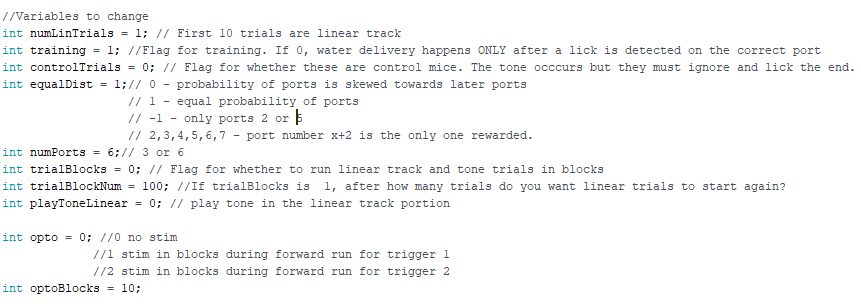 //Variables to change
int numLinTrials = 1; // First 10 trials are linear track
int training = 1; //Flag for training. If 0, water delivery happens ONLY after a lick is detected on the correct port
int controlTrials = 0; // Flag for whether these are control mice. The tone occcurs but they must ignore and lick the end.
int equalDist = 1;// 0 - probability of ports is skewed towards later ports
// 1 - equal probability of ports
// -1 - only ports 2 or 5
// 2,3,4,5,6,7 - port number x+2 is the only one rewarded.
int numPorts = 6;// 3 or 6
int trialBlocks = 0; // Flag for whether to run linear track and tone trials in blocks
int trialBlockNum = 100; //If trialBlocks is  1, after how many trials do you want linear trials to start again?
int playToneLinear = 0; // play tone in the linear track portion
int opto = 0; //0 no stim
//1 stim in blocks during forward run for trigger 1
//2 stim in blocks during forward run for trigger 2
int optoBlocks = 10;